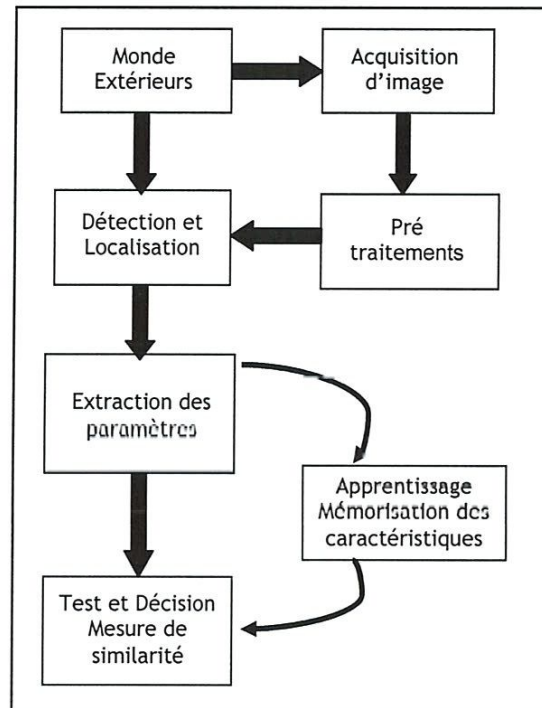 Monde
Extérieurs
Acquisition
d'image
Détection et
Localisation
Pré
traitements
Extraction des
paramètres
Apprentissage
Mémorisation des
caractéristiques
Test et Décision
Mesure de
similarité